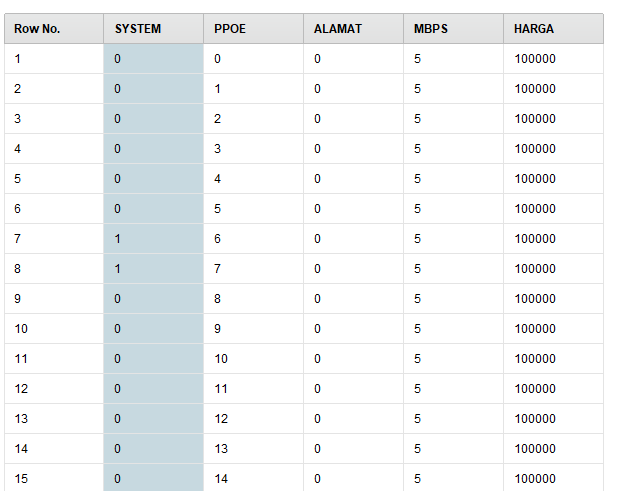 Row No. SYSTEM PPOE ALAMAT MBPS HARGA
1 0 0 0 5 100000
2 0 1 0 5 100000
3 0 2 0 5 100000
4 0 3 0 5 100000
5 0 4 0 5 100000
6 0 5 0 5 100000
7 1 6 0 5 100000
8 1 7 0 5 100000
9 0 8 0 5 100000
10 0 9 0 5 100000
11 0 10 0 5 100000
12 0 11 0 5 100000
13 0 12 0 5 100000
14 0 13 0 5 100000
15 0 14 0 5 100000